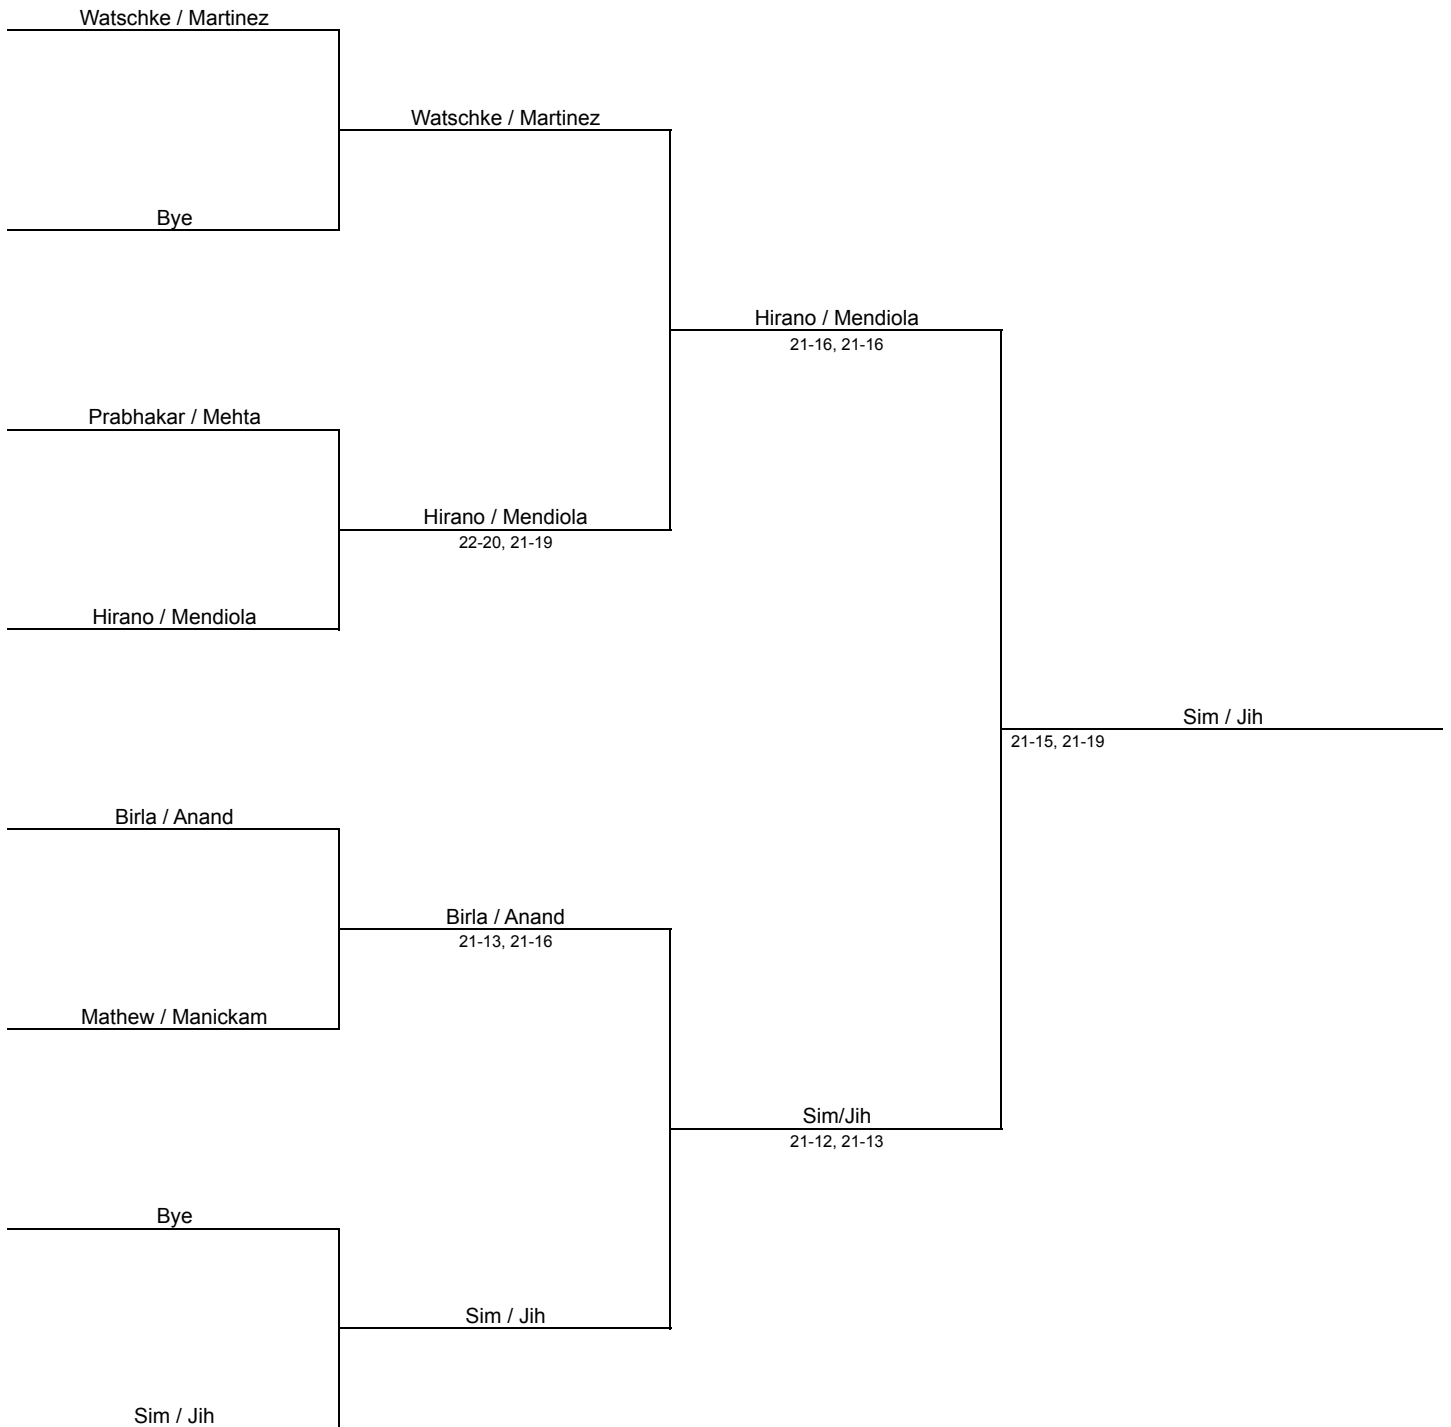 Watschke / Martinez
Watschke / Martinez
Bye
Hirano / Mendiola
21-16, 21-16
Prabhakar / Mehta
Hirano / Mendiola
22-20, 21-19
Hirano / Mendiola
Sim / Jih
21-15, 21-19
Birla / Anand
Birla / Anand
21-13, 21-16
Mathew / Manickam
Sim/Jih
21-12, 21-13
Bye
Sim / Jih
Sim / Jih